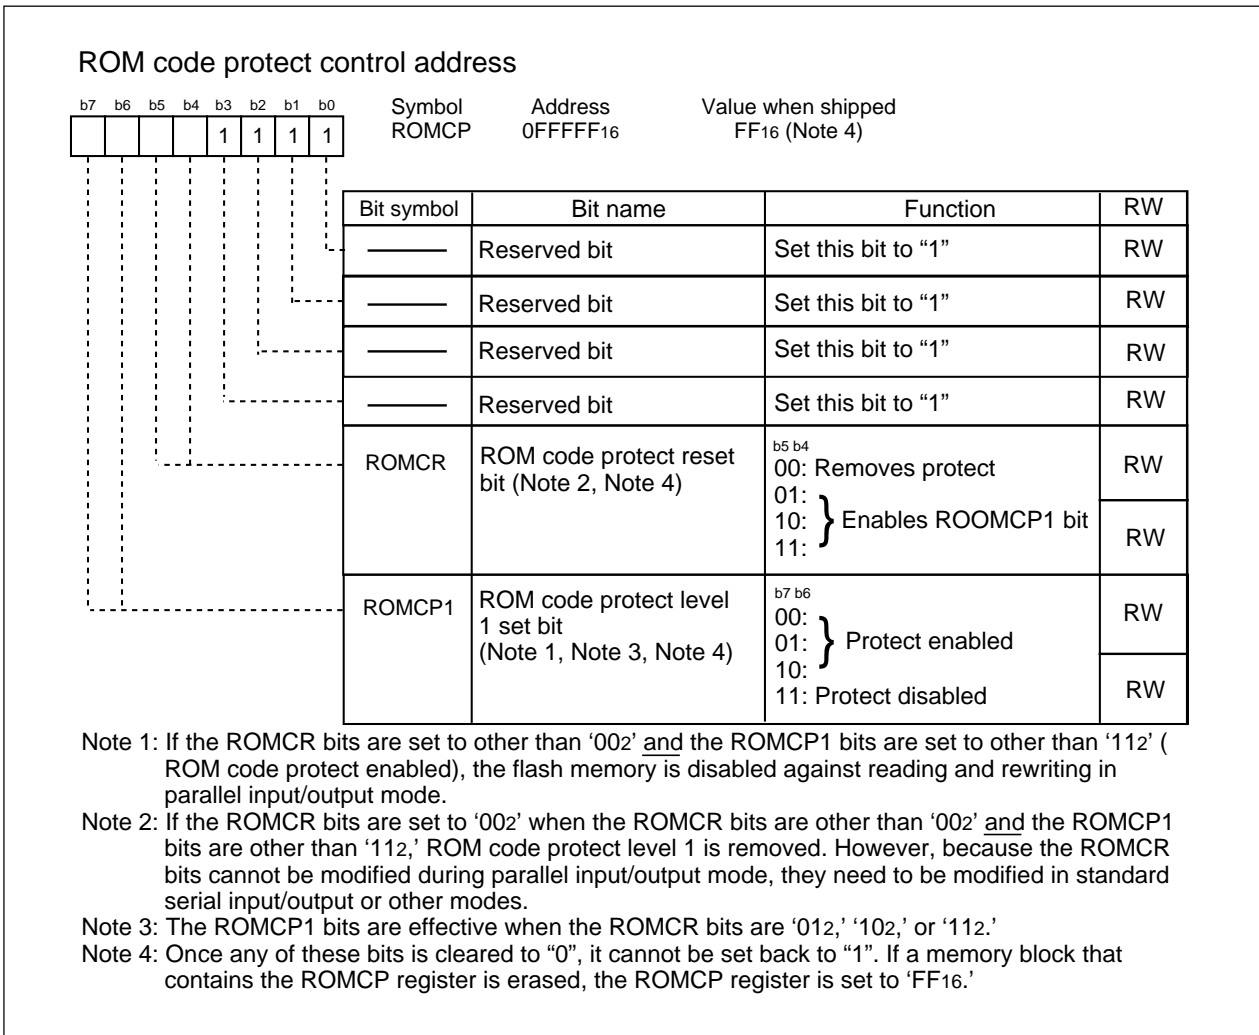 ROM code protect control address
b7 b6 b5 b4 b3 b2 b1 b0
Symbol Address Value when shipped
1 1 1 1 ROMCP 0FFFFF16 FF16 (Note 4)
Bit symbol Bit name Function RW
Reserved bit Set this bit to “1” RW
Reserved bit Set this bit to “1” RW
Reserved bit Set this bit to “1” RW
Reserved bit Set this bit to “1” RW
ROMCR ROM code protect reset bit (Note 2, Note 4)
b5 b4
00: Removes protect
01:
10: } Enables ROOMCP1 bit
11:
RW
RW
ROMCP1 ROM code protect level
1 set bit
(Note 1, Note 3, Note 4)
b7 b6
00:
01: } Protect enabled
10:
11: Protect disabled
RW
RW
Note 1: If the ROMCR bits are set to other than ‘002’ and the ROMCP1 bits are set to other than ‘112’ (
ROM code protect enabled), the flash memory is disabled against reading and rewriting in
parallel input/output mode.
Note 2: If the ROMCR bits are set to ‘002’ when the ROMCR bits are other than ‘002’ and the ROMCP1
bits are other than ‘112,’ ROM code protect level 1 is removed. However, because the ROMCR
bits cannot be modified during parallel input/output mode, they need to be modified in standard
serial input/output or other modes.
Note 3: The ROMCP1 bits are effective when the ROMCR bits are ‘012,’ ‘102,’ or ‘112.’
Note 4: Once any of these bits is cleared to “0”, it cannot be set back to “1”. If a memory block that
contains the ROMCP register is erased, the ROMCP register is set to ‘FF16.’